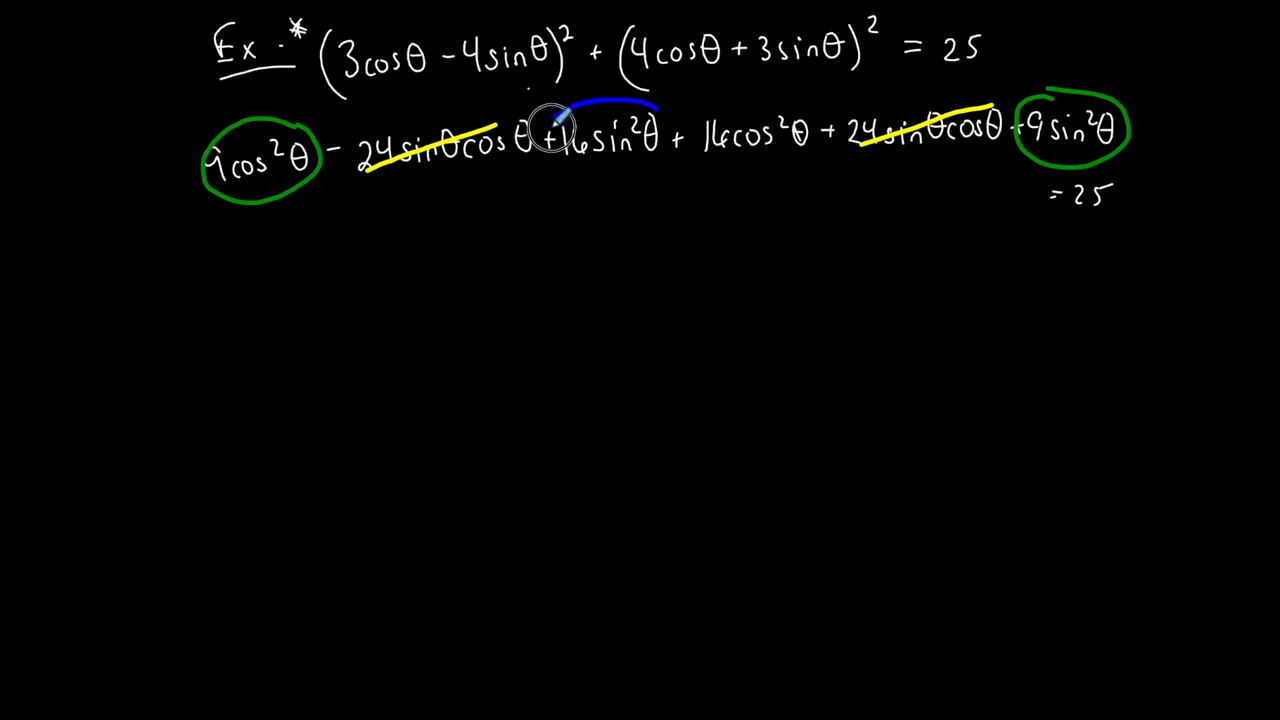 Ex.* (3cosθ - 4sinθ)² + (4cosθ + 3sinθ)² = 25
9cos²θ - 24sinθcosθ + 16sin²θ + 16cos²θ + 24sinθcosθ + 9sin²θ
= 25